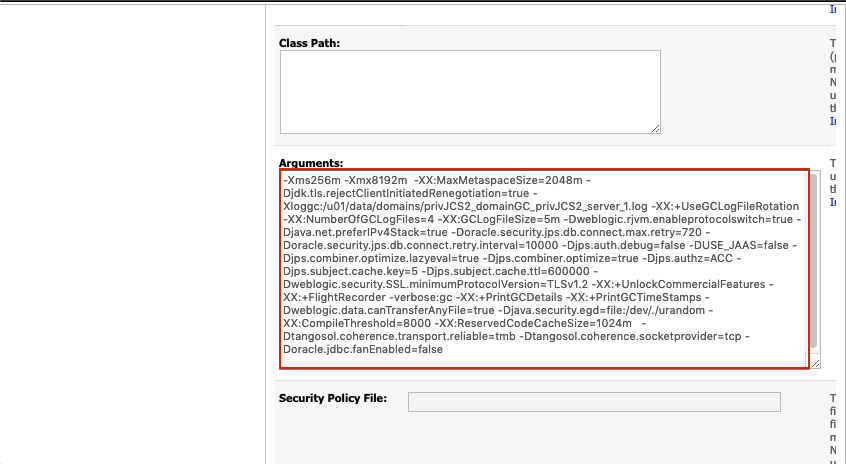 Class Path:
Arguments:
-Xms256m -Xmx8192m  -XX:MaxMetaspaceSize=2048m -
Djdk.tls.rejectClientInitiatedRenegotiation=true -
Xloggc:/u01/data/domains/privJCS2_domainGC_privJCS2_server_1.log -XX:+UseGCLogFileRotation
-XX:NumberOfGCLogFiles=4 -XX:GCLogFileSize=5m -Dweblogic.rjvm.enableprotocolswitch=true -
Djava.net.preferIPv4Stack=true -Doracle.security.jps.db.connect.max.retry=720 -
Doracle.security.jps.db.connect.retry.interval=10000 -Djps.auth.debug=false -DUSE_JAAS=false -
Djps.combiner.optimize.lazyeval=true -Djps.combiner.optimize=true -Djps.authz=ACC -
Djps.subject.cache.key=5 -Djps.subject.cache.ttl=600000 -
Dweblogic.security.SSL.minimumProtocolVersion=TLSv1.2 -XX:+UnlockCommercialFeatures -
XX:+FlightRecorder -verbose:gc -XX:+PrintGCDetails -XX:+PrintGCTimeStamps -
Dweblogic.data.canTransferAnyFile=true -Djava.security.egd=file:/dev/./urandom -
XX:CompileThreshold=8000 -XX:ReservedCodeCacheSize=1024m   -
Dtangosol.coherence.transport.reliable=tmb -Dtangosol.coherence.socketprovider=tcp -
Doracle.jdbc.fanEnabled=false
Security Policy File: